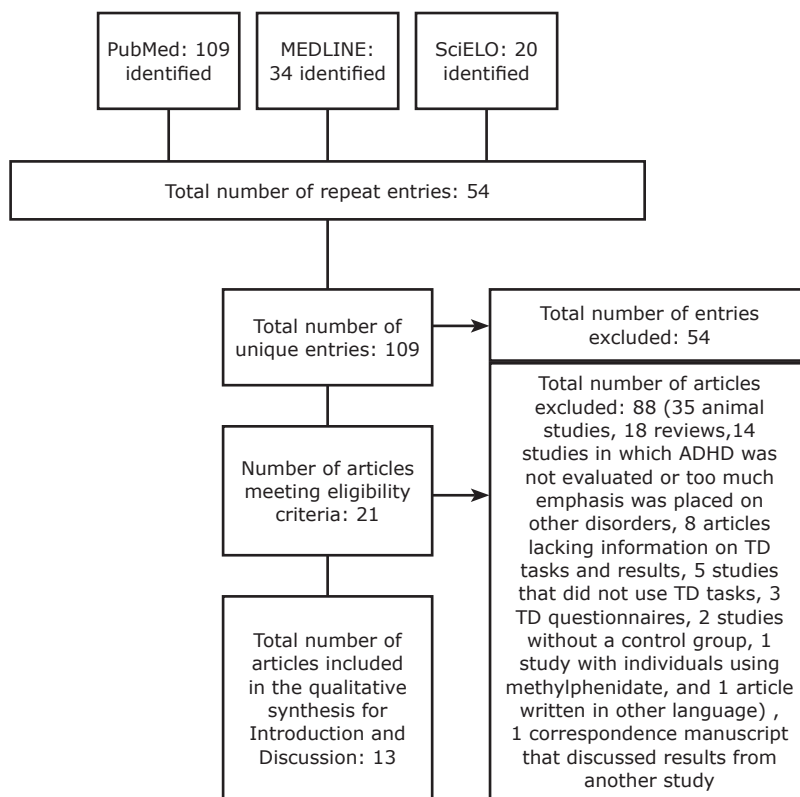 PubMed: 109
identified
MEDLINE:
34 identified
SciELO: 20
identified
Total number of repeat entries: 54
Total number of
unique entries: 109
Total number of entries
excluded: 54
Number of articles
meeting eligibility
criteria: 21
Total number of articles
excluded: 88 (35 animal
studies, 18 reviews,14
studies in which ADHD was
not evaluated or too much
emphasis was placed on
other disorders, 8 articles
lacking information on TD
tasks and results, 5 studies
that did not use TD tasks, 3
TD questionnaires, 2 studies
without a control group, 1
study with individuals using
methylphenidate, and 1 article
written in other language) ,
1 correspondence manuscript
that discussed results from
another study
Total number of
articles included
in the qualitative
synthesis for
Introduction and
Discussion: 13